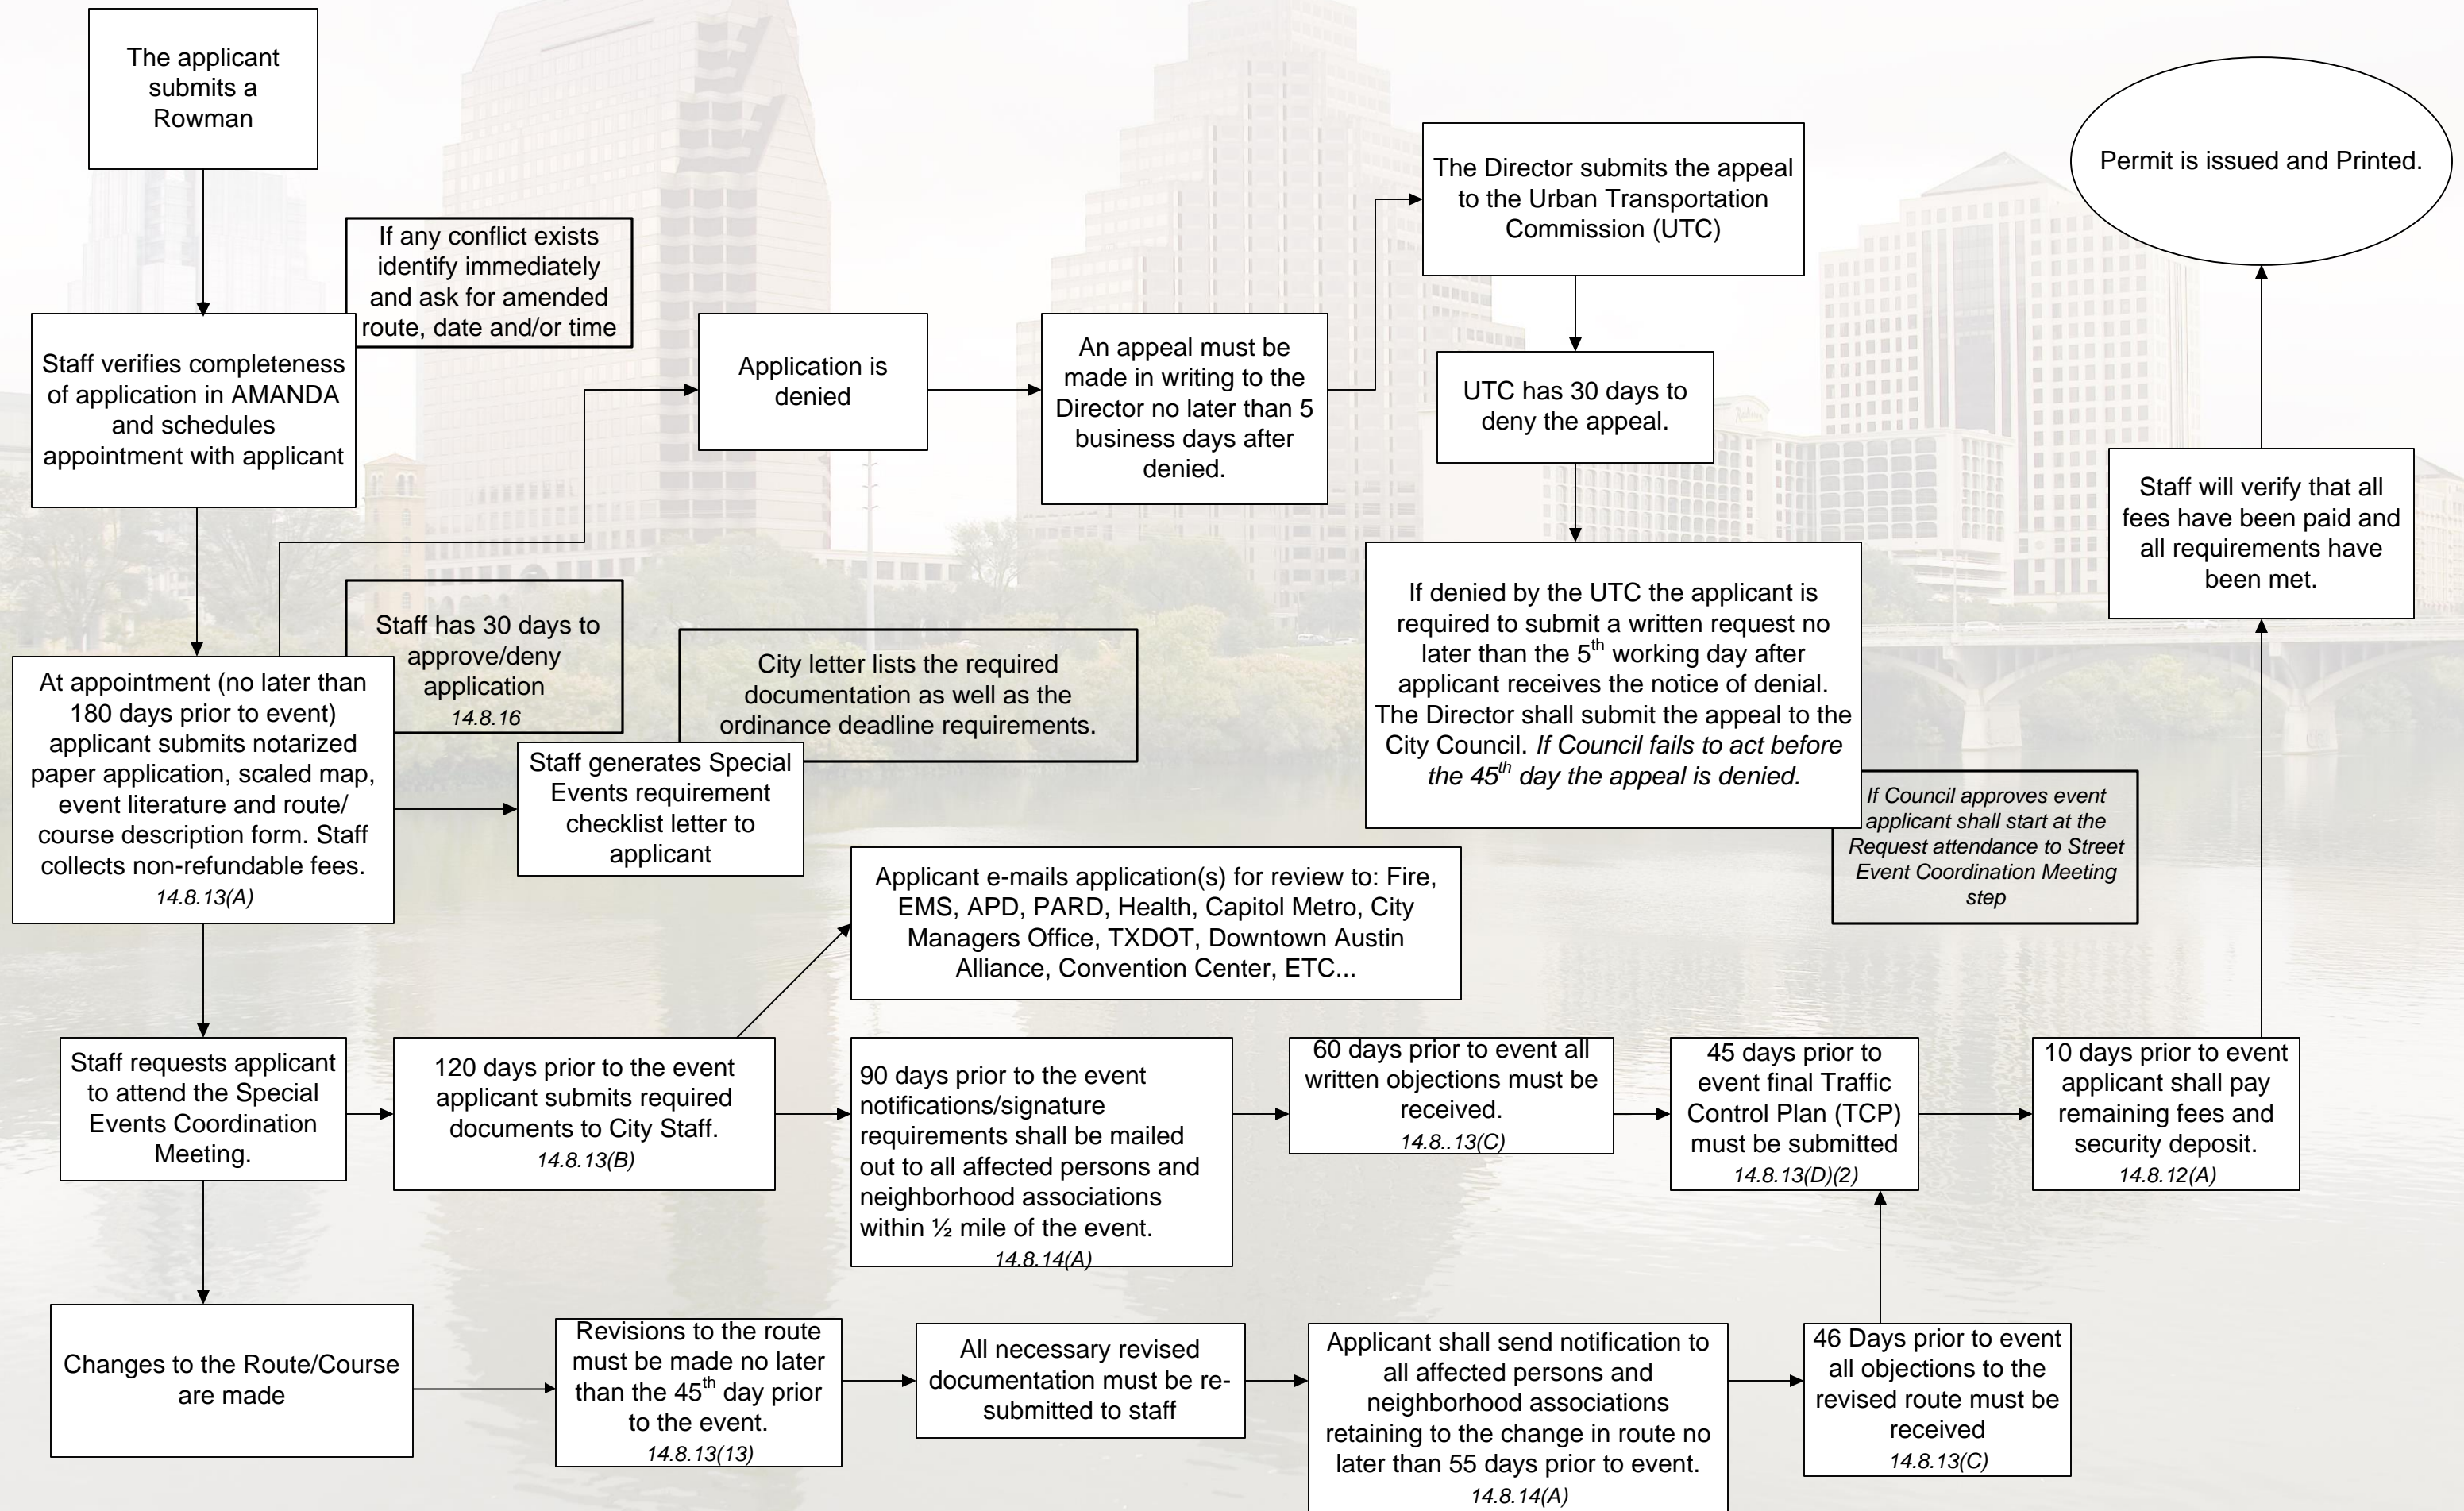 The applicant
submits a
Rowman
If any conflict exists
identify immediately
and ask for amended
route, date and/or time
Staff verifies completeness
of application in AMANDA
and schedules
appointment with applicant
Application is
denied
An appeal must be
made in writing to the
Director no later than 5
business days after
denied.
The Director submits the appeal
to the Urban Transportation
Commission (UTC)
UTC has 30 days to
deny the appeal.
If denied by the UTC the applicant is
required to submit a written request no
later than the 5th working day after
applicant receives the notice of denial.
The Director shall submit the appeal to the
City Council. If Council fails to act before
the 45th day the appeal is denied.
If Council approves event
applicant shall start at the
Request attendance to Street
Event Coordination Meeting
step
Permit is issued and Printed.
Staff will verify that all
fees have been paid and
all requirements have
been met.
Staff has 30 days to
approve/deny
application
14.8.16
City letter lists the required
documentation as well as the
ordinance deadline requirements.
At appointment (no later than
180 days prior to event)
applicant submits notarized
paper application, scaled map,
event literature and route/
course description form. Staff
collects non-refundable fees.
14.8.13(A)
Staff generates Special
Events requirement
checklist letter to
applicant
Applicant e-mails application(s) for review to: Fire,
EMS, APD, PARD, Health, Capitol Metro, City
Managers Office, TXDOT, Downtown Austin
Alliance, Convention Center, ETC...
Staff requests applicant
to attend the Special
Events Coordination
Meeting.
120 days prior to the event
applicant submits required
documents to City Staff.
14.8.13(B)
90 days prior to the event
notifications/signature
requirements shall be mailed
out to all affected persons and
neighborhood associations
within ½ mile of the event.
14.8.14(A)
60 days prior to event all
written objections must be
received.
14.8..13(C)
45 days prior to
event final Traffic
Control Plan (TCP)
must be submitted
14.8.13(D)(2)
10 days prior to event
applicant shall pay
remaining fees and
security deposit.
14.8.12(A)
Changes to the Route/Course
are made
Revisions to the route
must be made no later
than the 45th day prior
to the event.
14.8.13(13)
All necessary revised
documentation must be re-
submitted to staff
Applicant shall send notification to
all affected persons and
neighborhood associations
retaining to the change in route no
later than 55 days prior to event.
14.8.14(A)
46 Days prior to event
all objections to the
revised route must be
received
14.8.13(C)